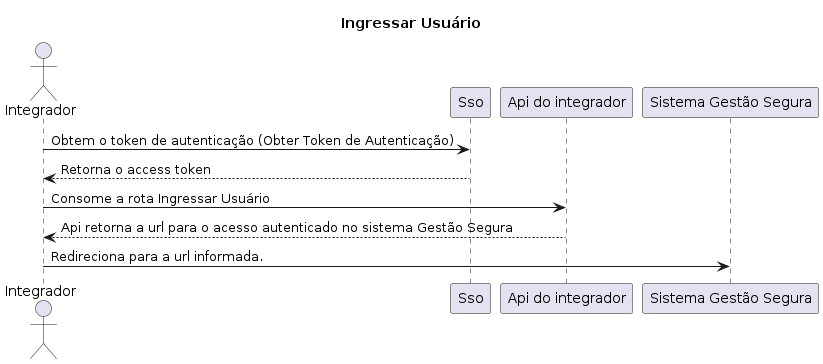 Ingressar Usuário
Integrador
Sso
Api do integrador
Sistema Gestão Segura
Obtem o token de autenticação (Obter Token de Autenticação)
Retorna o access token
Consome a rota Ingressar Usuário
Api retorna a url para o acesso autenticado no sistema Gestão Segura
Redireciona para a url informada.
Integrador
Sso
Api do integrador
Sistema Gestão Segura